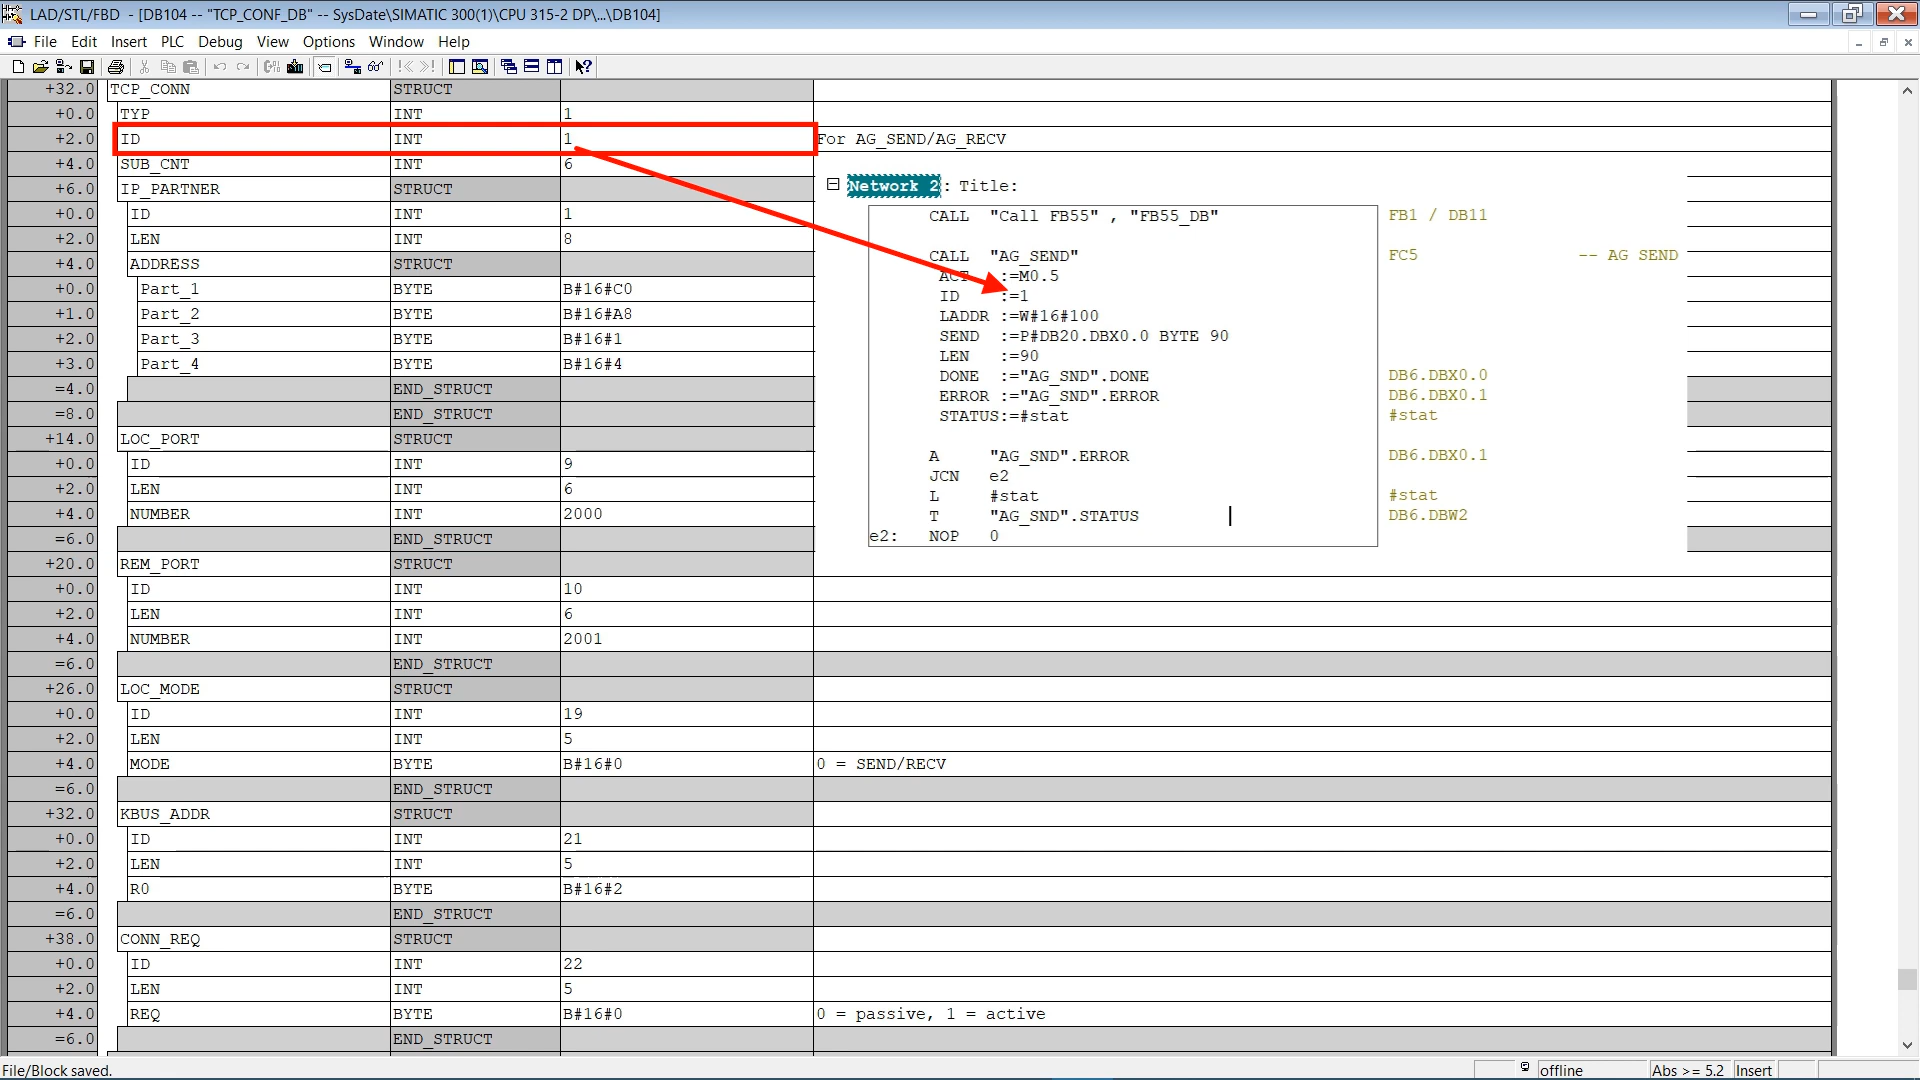 LAD/STL/FBD - [DB104 -- "TCP_CONF_DB" -- SysDate\SIMATIC 300(1)\CPU 315-2 DP\...\DB104]
File Edit Insert PLC Debug View Options Window Help
+32.0 TCP_CONN STRUCT
+0.0 TYP INT 1
+2.0 ID INT 1 For AG_SEND/AG_RECV
+4.0 SUB_CNT INT 6
+6.0 IP_PARTNER STRUCT
+0.0 ID INT 1
+2.0 LEN INT 8
+4.0 ADDRESS STRUCT
+0.0 Part_1 BYTE B#16#C0
+1.0 Part_2 BYTE B#16#A8
+2.0 Part_3 BYTE B#16#1
+3.0 Part_4 BYTE B#16#4
=4.0 END_STRUCT
=8.0 END_STRUCT
+14.0 LOC_PORT STRUCT
+0.0 ID INT 9
+2.0 LEN INT 6
+4.0 NUMBER INT 2000
=6.0 END_STRUCT
+20.0 REM_PORT STRUCT
+0.0 ID INT 10
+2.0 LEN INT 6
+4.0 NUMBER INT 2001
=6.0 END_STRUCT
+26.0 LOC_MODE STRUCT
+0.0 ID INT 19
+2.0 LEN INT 5
+4.0 MODE BYTE B#16#0 0 = SEND/RECV
=6.0 END_STRUCT
+32.0 KBUS_ADDR STRUCT
+0.0 ID INT 21
+2.0 LEN INT 5
+4.0 R0 BYTE B#16#2
=6.0 END_STRUCT
+38.0 CONN_REQ STRUCT
+0.0 ID INT 22
+2.0 LEN INT 5
+4.0 REQ BYTE B#16#0 0 = passive, 1 = active
=6.0 END_STRUCT
Network 2: Title:
CALL "Call FB55" , "FB55_DB" FB1 / DB11
CALL "AG_SEND" FC5 -- AG SEND
ACT :=M0.5
ID :=1
LADDR :=W#16#100
SEND :=P#DB20.DBX0.0 BYTE 90
LEN :=90
DONE :="AG_SND".DONE DB6.DBX0.0
ERROR :="AG_SND".ERROR DB6.DBX0.1
STATUS:=#stat #stat
A "AG_SND".ERROR DB6.DBX0.1
JCN e2
L #stat #stat
T "AG_SND".STATUS DB6.DBW2
e2: NOP 0
File/Block saved. offline Abs >= 5.2 Insert